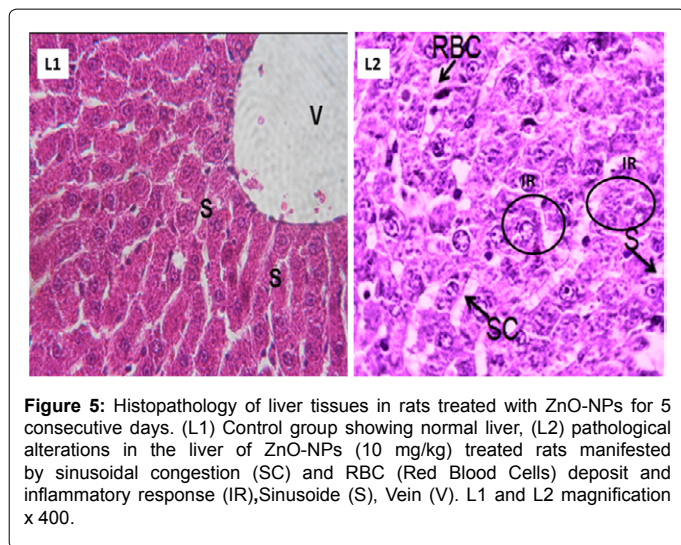 L1
V
S
S
L2
RBC
IR
IR
S
SC
Figure 5: Histopathology of liver tissues in rats treated with ZnO-NPs for 5
consecutive days. (L1) Control group showing normal liver, (L2) pathological
alterations in the liver of ZnO-NPs (10 mg/kg) treated rats manifested
by sinusoidal congestion (SC) and RBC (Red Blood Cells) deposit and
inflammatory response (IR),Sinusoide (S), Vein (V). L1 and L2 magnification
x 400.